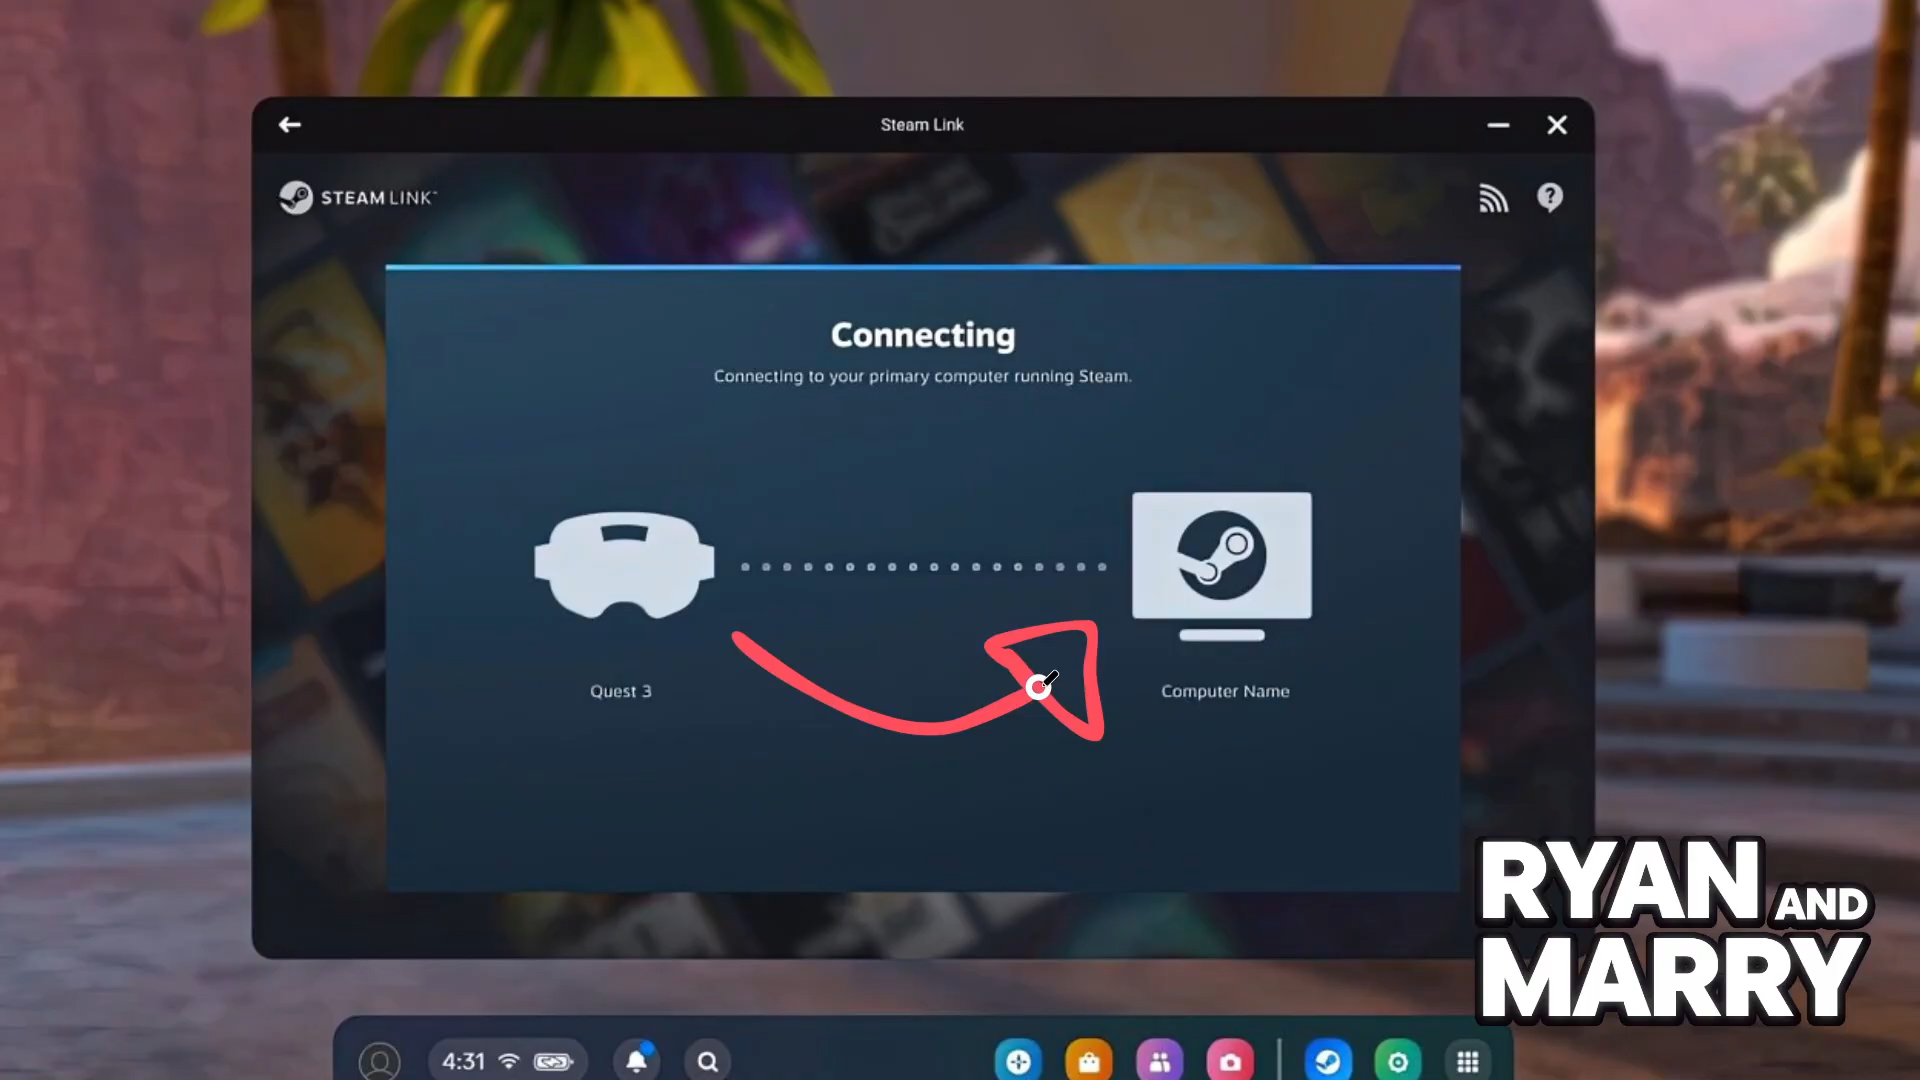 Steam Link
STEAM LINK™
Connecting
Connecting to your primary computer running Steam.
Quest 3
Computer Name
RYAN AND
MARRY
4:31